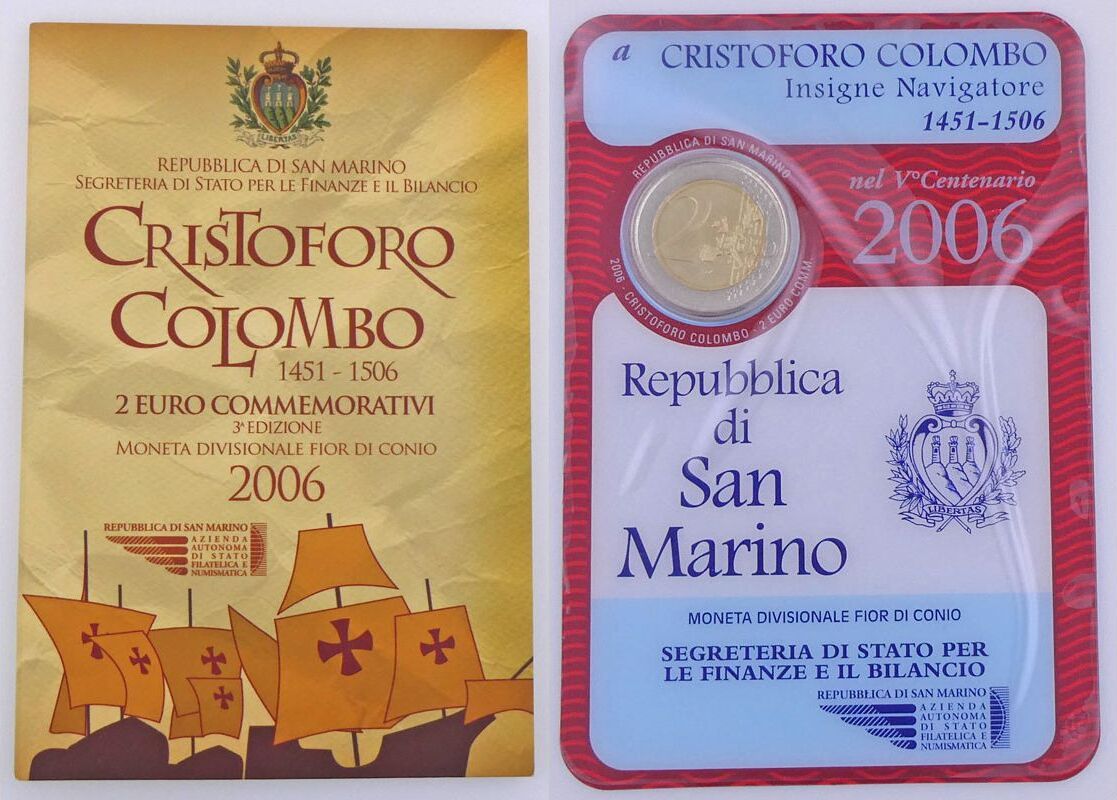 LIBERTAS
REPUBBLICA DI SAN MARINO
SEGRETERIA DI STATO PER LE FINANZE E IL BILANCIO
CRISTOFORO
COLOMBO
1451 - 1506
2 EURO COMMEMORATIVI
3ª EDIZIONE
MONETA DIVISIONALE FIOR DI CONIO
2006
REPUBBLICA DI SAN MARINO
AZIENDA
AUTONOMA
DI STATO
FILATELICA E
NUMISMATICA
a CRISTOFORO COLOMBO
Insigne Navigatore
1451-1506
REPUBBLICA DI SAN MARINO
2
2006 - CRISTOFORO COLOMBO - 2 EURO COMM.
nel V° Centenario
2006
Repubblica
di
San
Marino
LIBERTAS
MONETA DIVISIONALE FIOR DI CONIO
SEGRETERIA DI STATO PER
LE FINANZE E IL BILANCIO
REPUBBLICA DI SAN MARINO
AZIENDA
AUTONOMA
DI STATO
FILATELICA E
NUMISMATICA